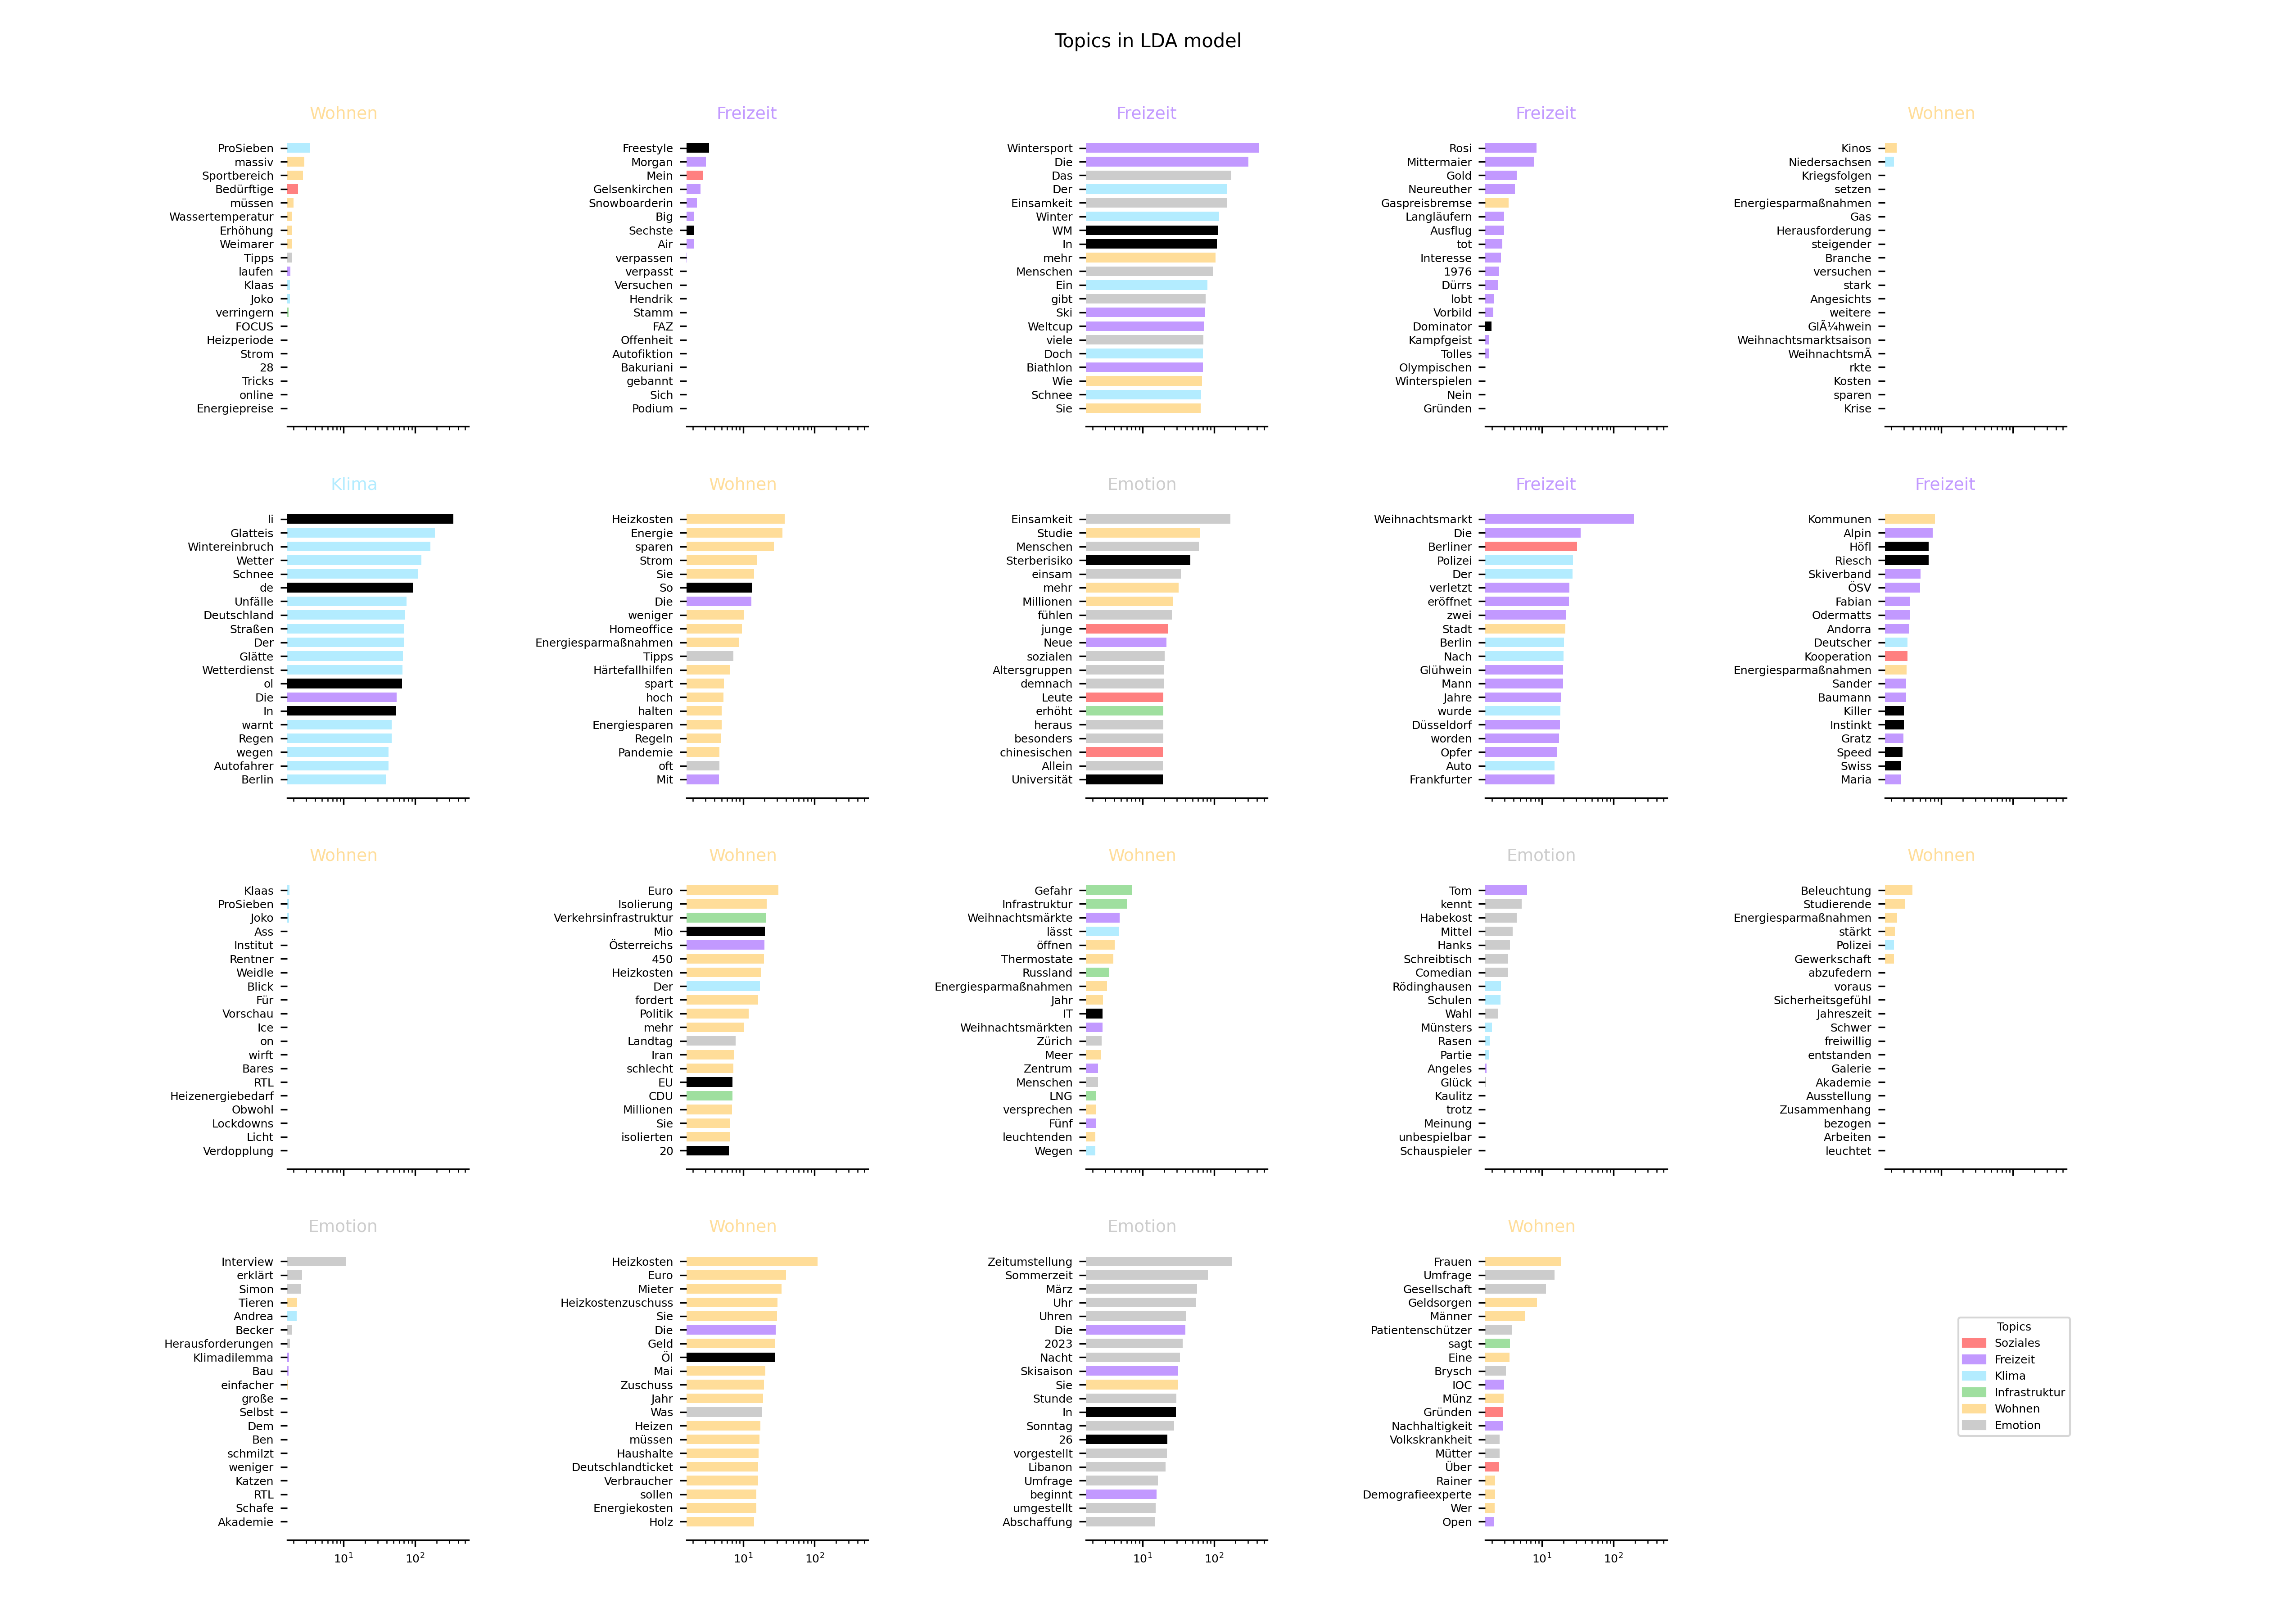 Topics in LDA model
Wohnen
ProSieben
massiv
Sportbereich
Bedürftige
müssen
Wassertemperatur
Erhöhung
Weimarer
Tipps
laufen
Klaas
Joko
verringern
FOCUS
Heizperiode
Strom
28
Tricks
online
Energiepreise
Freizeit
Freestyle
Morgan
Mein
Gelsenkirchen
Snowboarderin
Big
Sechste
Air
verpassen
verpasst
Versuchen
Hendrik
Stamm
FAZ
Offenheit
Autofiktion
Bakuriani
gebannt
Sich
Podium
Freizeit
Wintersport
Die
Das
Der
Einsamkeit
Winter
WM
In
mehr
Menschen
Ein
gibt
Ski
Weltcup
viele
Doch
Biathlon
Wie
Schnee
Sie
Freizeit
Rosi
Mittermaier
Gold
Neureuther
Gaspreisbremse
Langläufern
Ausflug
tot
Interesse
1976
Dürrs
lobt
Vorbild
Dominator
Kampfgeist
Tolles
Olympischen
Winterspielen
Nein
Gründen
Wohnen
Kinos
Niedersachsen
Kriegsfolgen
setzen
Energiesparmaßnahmen
Gas
Herausforderung
steigender
Branche
versuchen
stark
Angesichts
weitere
GlÃ¼hwein
Weihnachtsmarktsaison
WeihnachtsmÃ
rkte
Kosten
sparen
Krise
Klima
li
Glatteis
Wintereinbruch
Wetter
Schnee
de
Unfälle
Deutschland
Straßen
Der
Glätte
Wetterdienst
ol
Die
In
warnt
Regen
wegen
Autofahrer
Berlin
Wohnen
Heizkosten
Energie
sparen
Strom
Sie
So
Die
weniger
Homeoffice
Energiesparmaßnahmen
Tipps
Härtefallhilfen
spart
hoch
halten
Energiesparen
Regeln
Pandemie
oft
Mit
Emotion
Einsamkeit
Studie
Menschen
Sterberisiko
einsam
mehr
Millionen
fühlen
junge
Neue
sozialen
Altersgruppen
demnach
Leute
erhöht
heraus
besonders
chinesischen
Allein
Universität
Freizeit
Weihnachtsmarkt
Die
Berliner
Polizei
Der
verletzt
eröffnet
zwei
Stadt
Berlin
Nach
Glühwein
Mann
Jahre
wurde
Düsseldorf
worden
Opfer
Auto
Frankfurter
Freizeit
Kommunen
Alpin
Höfl
Riesch
Skiverband
ÖSV
Fabian
Odermatts
Andorra
Deutscher
Kooperation
Energiesparmaßnahmen
Sander
Baumann
Killer
Instinkt
Gratz
Speed
Swiss
Maria
Wohnen
Klaas
ProSieben
Joko
Ass
Institut
Rentner
Weidle
Blick
Für
Vorschau
Ice
on
wirft
Bares
RTL
Heizenergiebedarf
Obwohl
Lockdowns
Licht
Verdopplung
Wohnen
Euro
Isolierung
Verkehrsinfrastruktur
Mio
Österreichs
450
Heizkosten
Der
fordert
Politik
mehr
Landtag
Iran
schlecht
EU
CDU
Millionen
Sie
isolierten
20
Wohnen
Gefahr
Infrastruktur
Weihnachtsmärkte
lässt
öffnen
Thermostate
Russland
Energiesparmaßnahmen
Jahr
IT
Weihnachtsmärkten
Zürich
Meer
Zentrum
Menschen
LNG
versprechen
Fünf
leuchtenden
Wegen
Emotion
Tom
kennt
Habekost
Mittel
Hanks
Schreibtisch
Comedian
Rödinghausen
Schulen
Wahl
Münsters
Rasen
Partie
Angeles
Glück
Kaulitz
trotz
Meinung
unbespielbar
Schauspieler
Wohnen
Beleuchtung
Studierende
Energiesparmaßnahmen
stärkt
Polizei
Gewerkschaft
abzufedern
voraus
Sicherheitsgefühl
Jahreszeit
Schwer
freiwillig
entstanden
Galerie
Akademie
Ausstellung
Zusammenhang
bezogen
Arbeiten
leuchtet
Emotion
Interview
erklärt
Simon
Tieren
Andrea
Becker
Herausforderungen
Klimadilemma
Bau
einfacher
große
Selbst
Dem
Ben
schmilzt
weniger
Katzen
RTL
Schafe
Akademie
10¹ 10²
Wohnen
Heizkosten
Euro
Mieter
Heizkostenzuschuss
Sie
Die
Geld
Öl
Mai
Zuschuss
Jahr
Was
Heizen
müssen
Haushalte
Deutschlandticket
Verbraucher
sollen
Energiekosten
Holz
10¹ 10²
Emotion
Zeitumstellung
Sommerzeit
März
Uhr
Uhren
Die
2023
Nacht
Skisaison
Sie
Stunde
In
Sonntag
26
vorgestellt
Libanon
Umfrage
beginnt
umgestellt
Abschaffung
10¹ 10²
Wohnen
Frauen
Umfrage
Gesellschaft
Geldsorgen
Männer
Patientenschützer
sagt
Eine
Brysch
IOC
Münz
Gründen
Nachhaltigkeit
Volkskrankheit
Mütter
Über
Rainer
Demografieexperte
Wer
Open
10¹ 10²
Topics
Soziales
Freizeit
Klima
Infrastruktur
Wohnen
Emotion